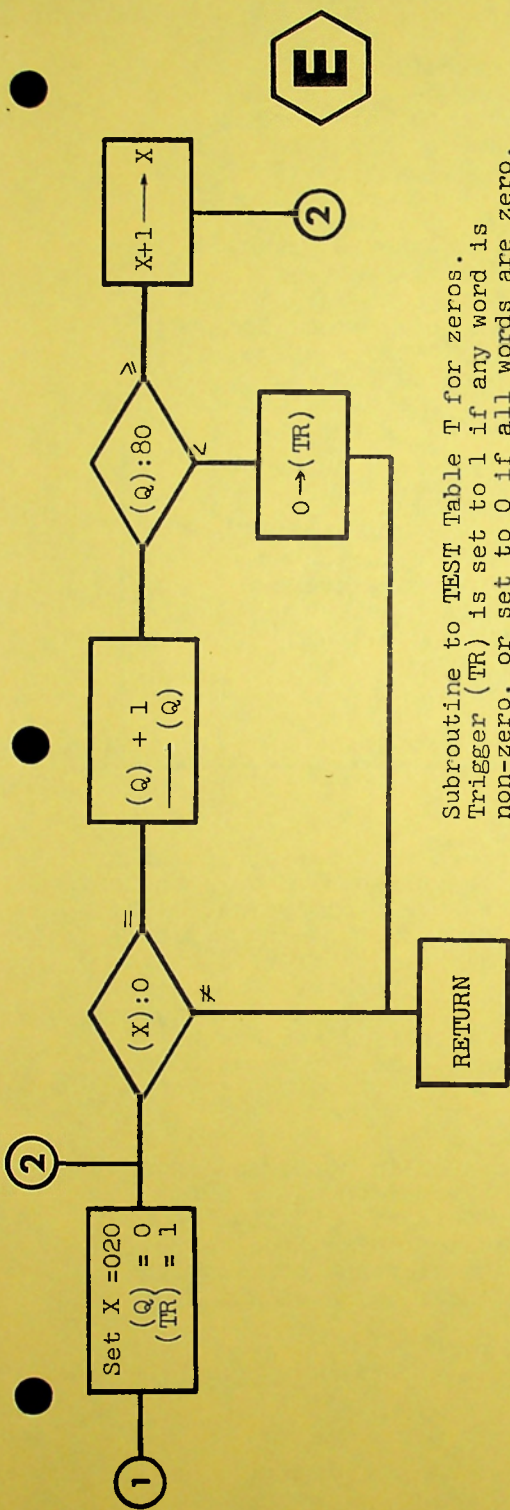 1
Set X =020
(Q) = 0
(TR) = 1
2
(X):0
=
≠
(Q) + 1
(Q)
(Q):80
≥
<
X+1 → X
2
0→(TR)
RETURN
E
Subroutine to TEST Table T for zeros.
Trigger (TR) is set to 1 if any word is
non-zero, or set to 0 if all words are zero.